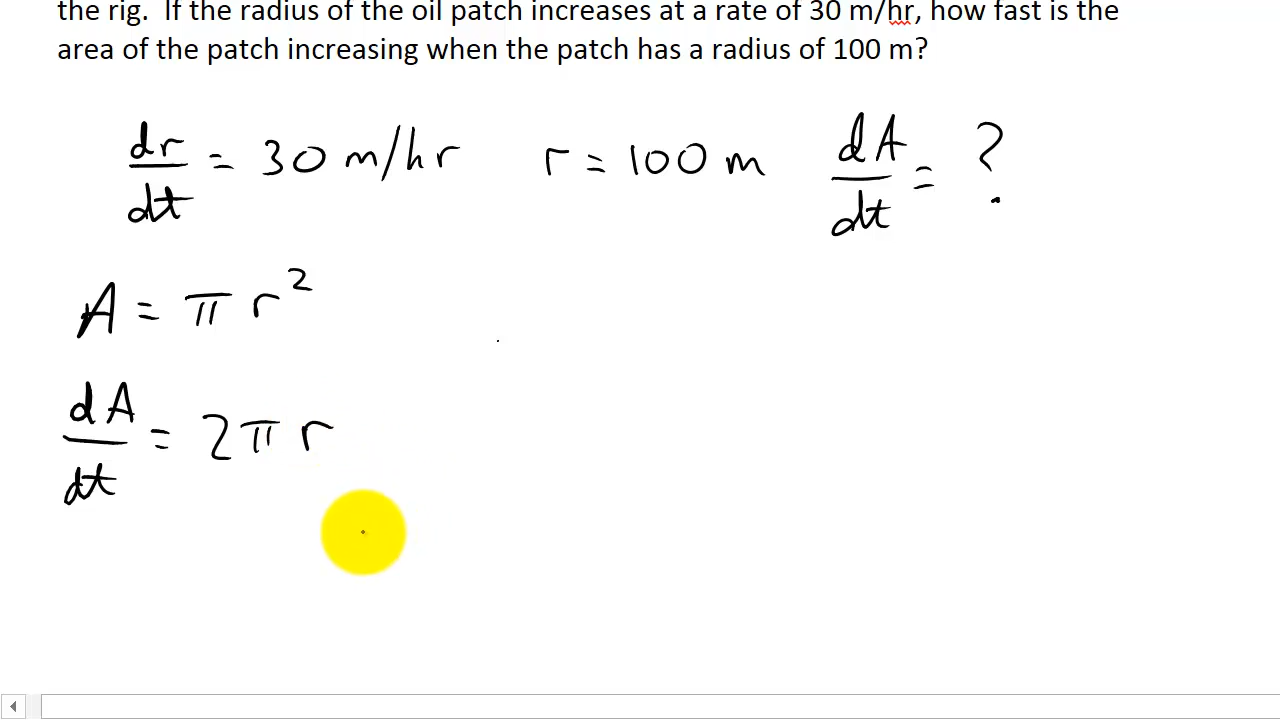 the rig. If the radius of the oil patch increases at a rate of 30 m/hr, how fast is the
area of the patch increasing when the patch has a radius of 100 m?
dr/dt = 30 m/hr r = 100 m dA/dt = ?
A = π r²
dA/dt = 2π r